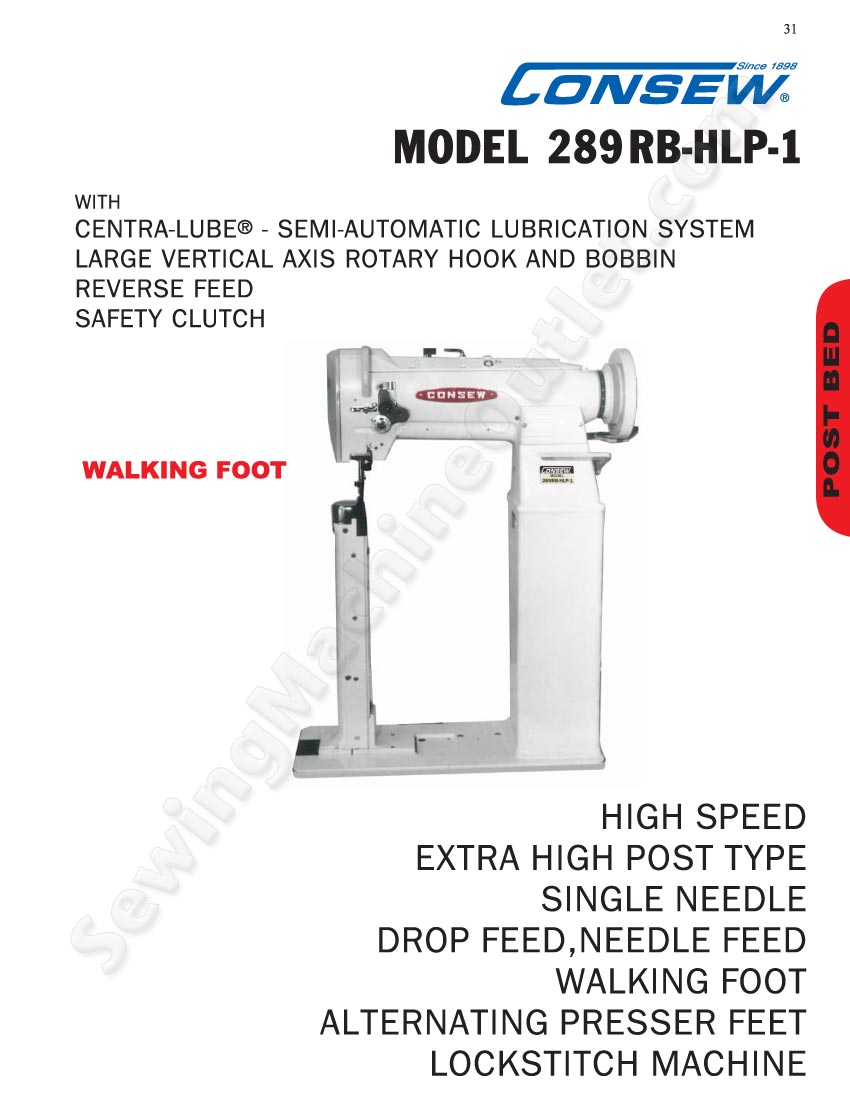 31
Since 1898
CONSEW®
MODEL 289RB-HLP-1
WITH
CENTRA-LUBE® - SEMI-AUTOMATIC LUBRICATION SYSTEM
LARGE VERTICAL AXIS ROTARY HOOK AND BOBBIN
REVERSE FEED
SAFETY CLUTCH
POST BED
CONSEW
WALKING FOOT
CONSEW
MODEL
289RB-HLP-1
SewingMachineOutlet.com
HIGH SPEED
EXTRA HIGH POST TYPE
SINGLE NEEDLE
DROP FEED,NEEDLE FEED
WALKING FOOT
ALTERNATING PRESSER FEET
LOCKSTITCH MACHINE